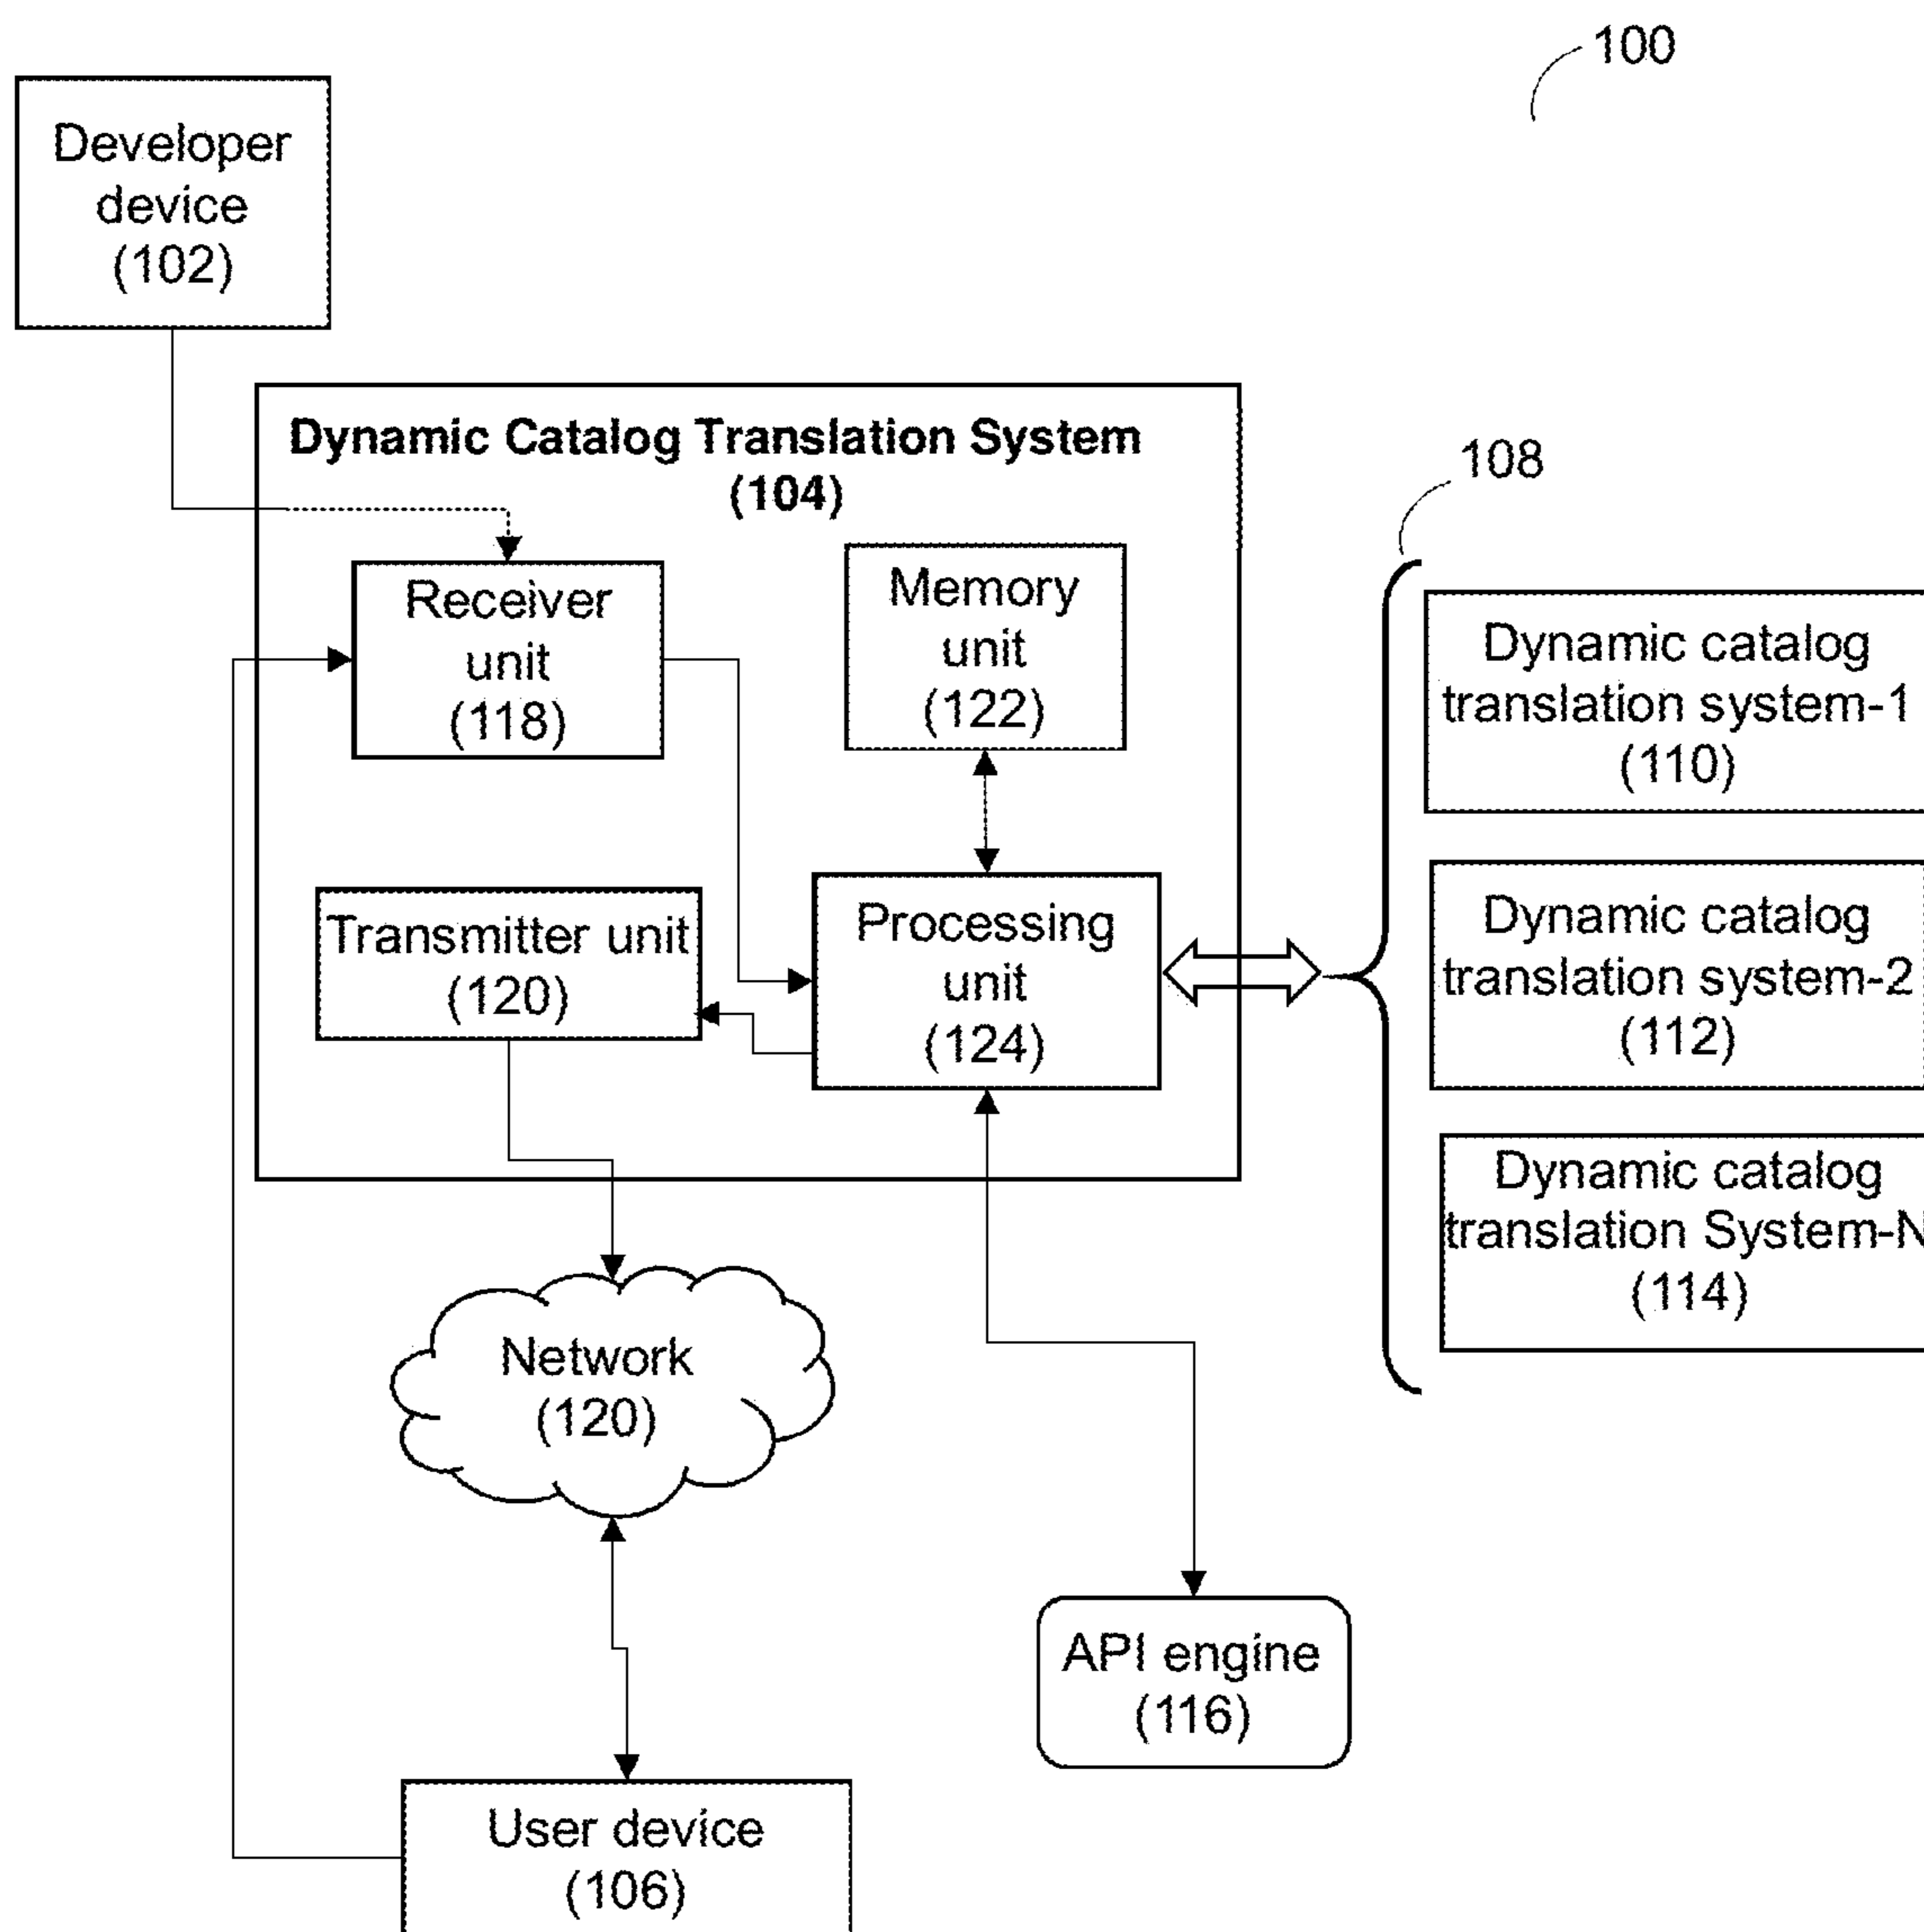 100
Developer
device
(102)
Dynamic Catalog Translation System
(104)
108
Receiver
unit
(118)
Memory
unit
(122)
Dynamic catalog
translation system-1
(110)
Transmitter unit
(120)
Processing
unit
(124)
Dynamic catalog
translation system-2
(112)
Dynamic catalog
translation System-N
(114)
Network
(120)
API engine
(116)
User device
(106)